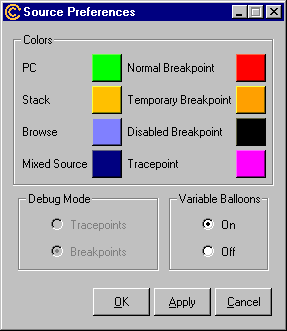 Source Preferences
Colors
PC Normal Breakpoint
Stack Temporary Breakpoint
Browse Disabled Breakpoint
Mixed Source Tracepoint
Debug Mode Variable Balloons
Tracepoints On
Breakpoints Off
OK Apply Cancel